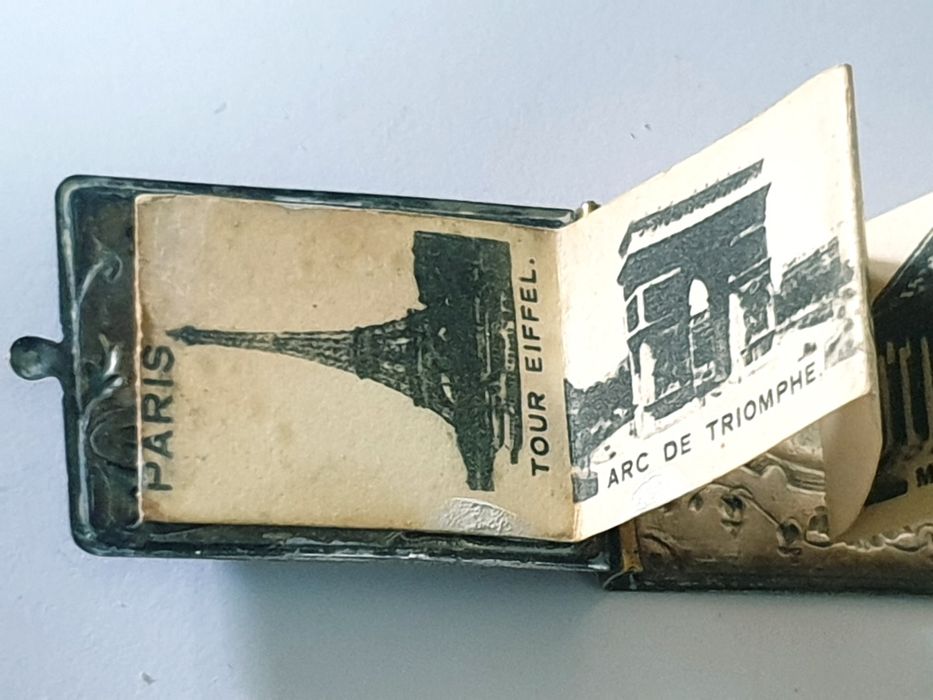 PARIS
TOUR EIFFEL.
ARC DE TRIOMPHE.